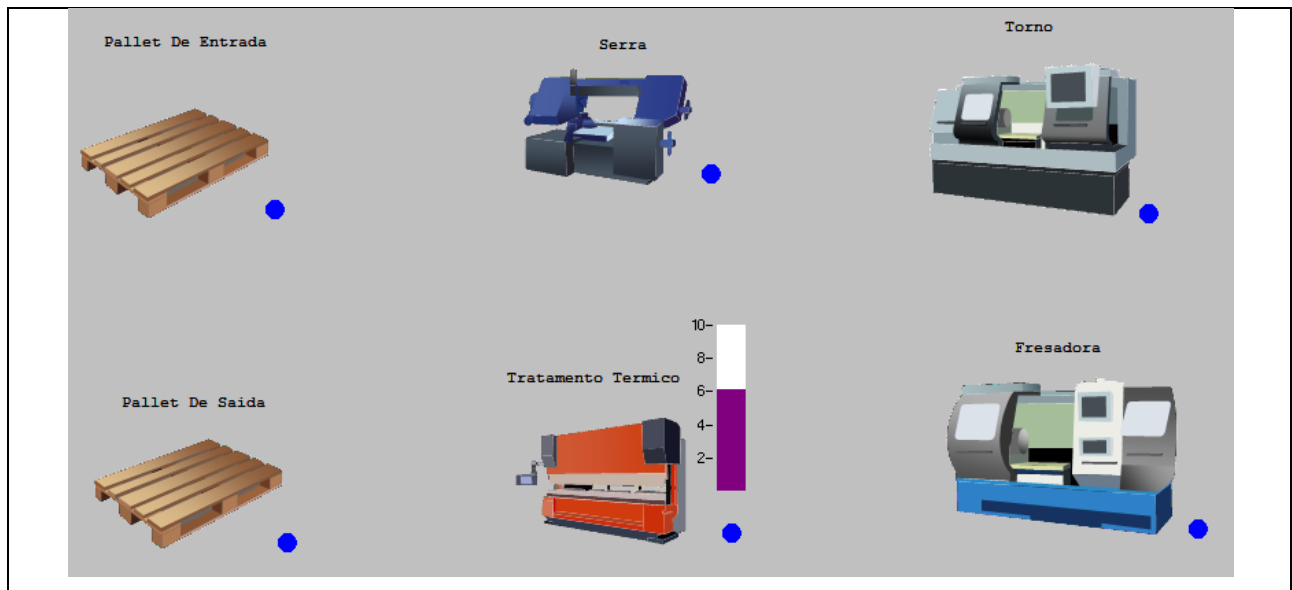 Pallet De Entrada
Serra
Torno
10-
8-
6-
4-
2-
Tratamento Termico
Fresadora
Pallet De Saida